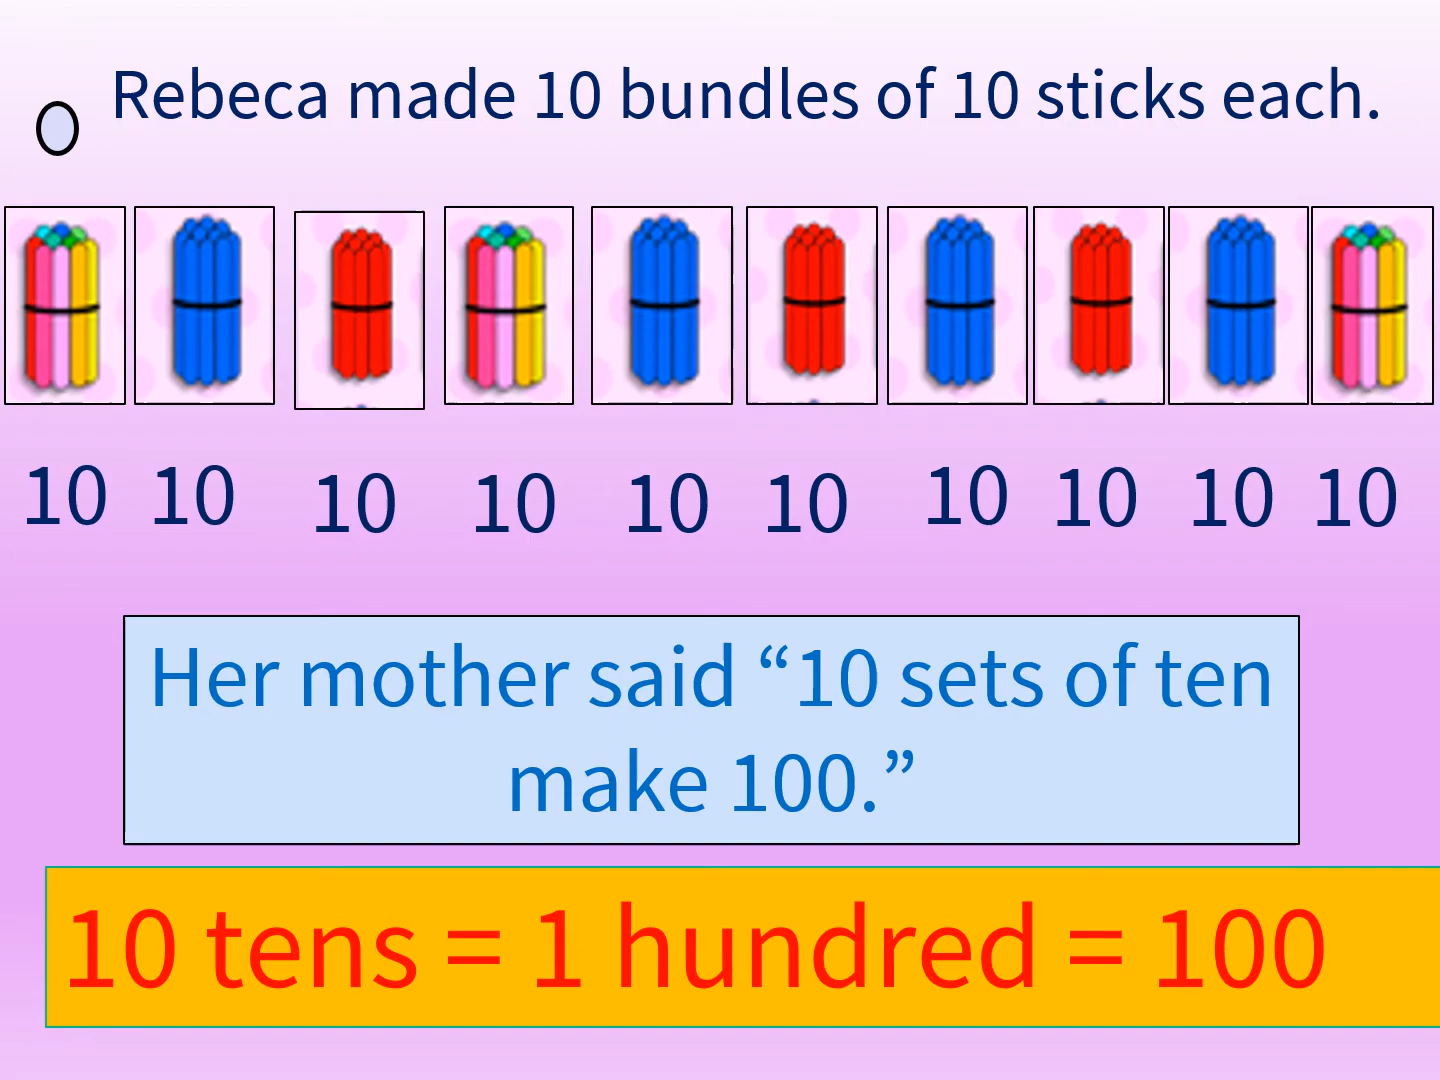 Rebeca made 10 bundles of 10 sticks each.
10 10 10 10 10 10 10 10 10 10
Her mother said “10 sets of ten
make 100.”
10 tens = 1 hundred = 100